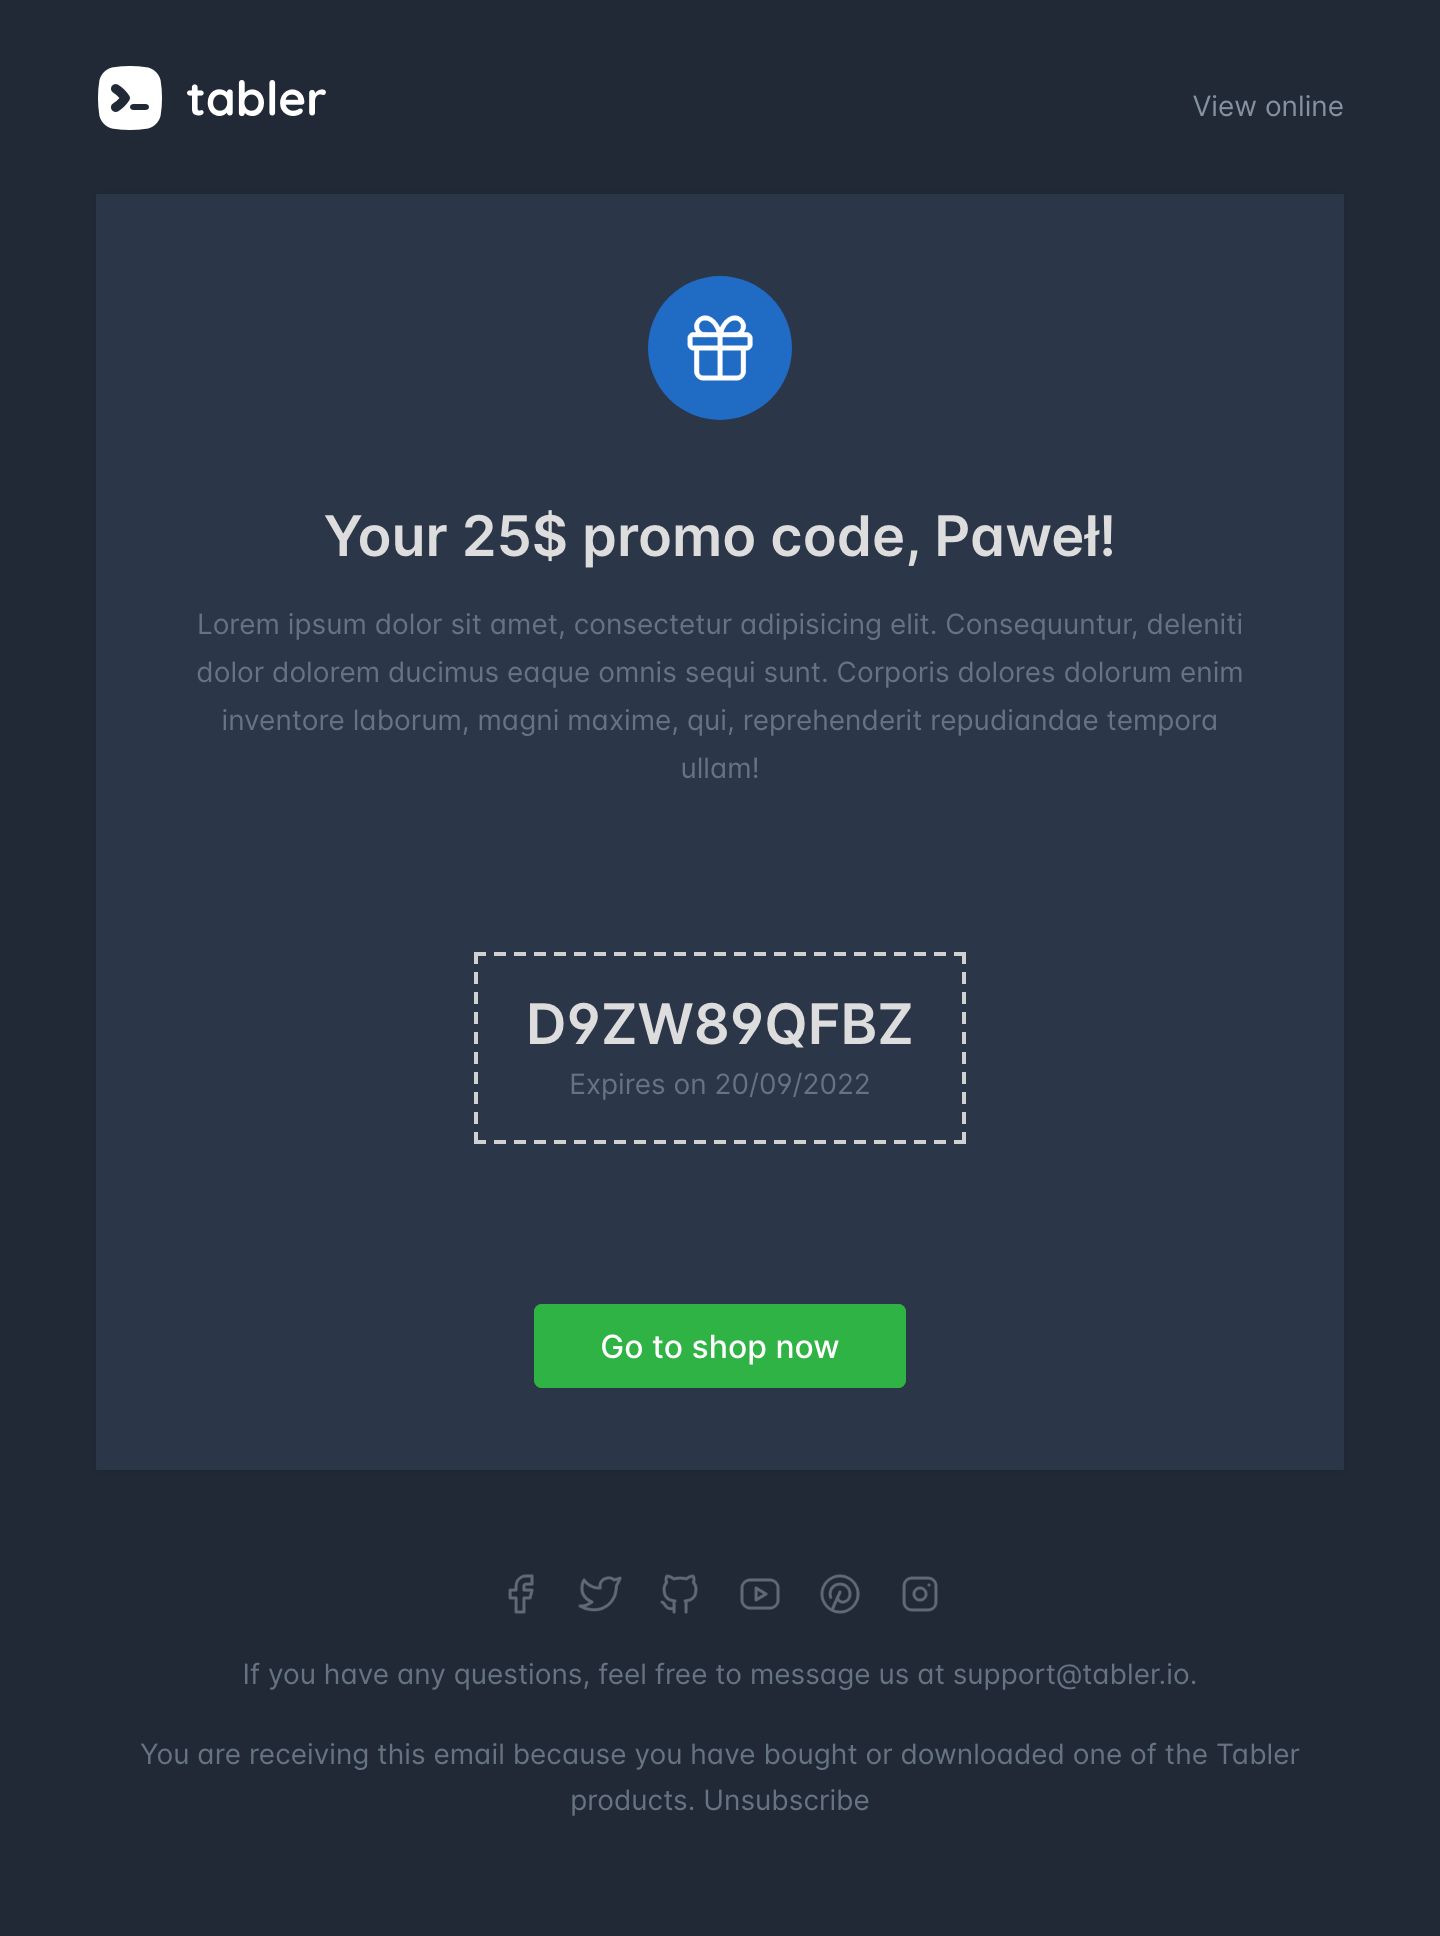 tabler
View online
Your 25$ promo code, Paweł!
Lorem ipsum dolor sit amet, consectetur adipisicing elit. Consequuntur, deleniti
dolor dolorem ducimus eaque omnis sequi sunt. Corporis dolores dolorum enim
inventore laborum, magni maxime, qui, reprehenderit repudiandae tempora
ullam!
D9ZW89QFBZ
Expires on 20/09/2022
Go to shop now
If you have any questions, feel free to message us at support@tabler.io.
You are receiving this email because you have bought or downloaded one of the Tabler
products. Unsubscribe